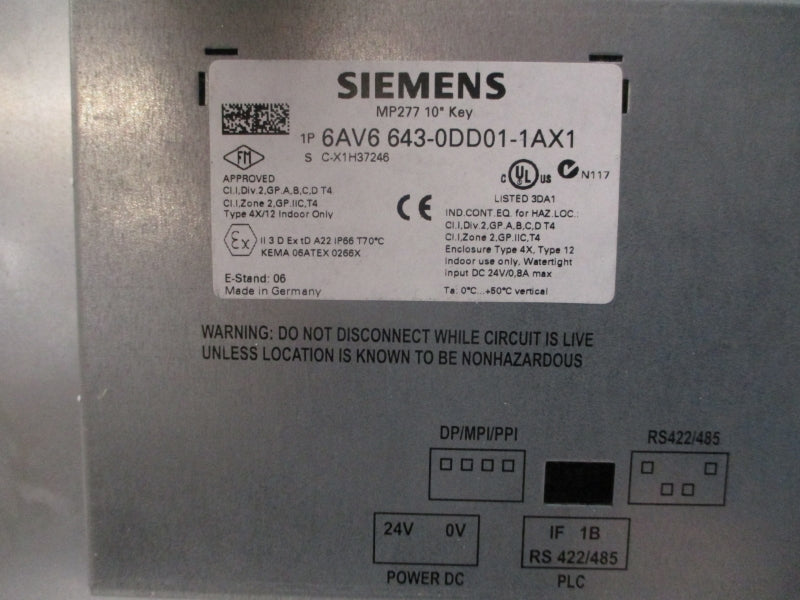 SIEMENS
MP277 10" Key
1P 6AV6 643-0DD01-1AX1
S C-X1H37246
FM
APPROVED
Cl.I,Div.2,GP.A,B,C,D T4
Cl.I,Zone 2,GP.IIC,T4
Type 4X/12 Indoor Only
Ex II 3 D Ex tD A22 IP66 T70°C
KEMA 06ATEX 0266X
E-Stand: 06
Made in Germany
CE
c UL us N117
LISTED 3DA1
IND.CONT.EQ. for HAZ.LOC.:
Cl.I,Div.2,GP.A,B,C,D T4
Cl.I,Zone 2,GP.IIC,T4
Enclosure Type 4X, Type 12
Indoor use only, Watertight
Input DC 24V/0,8A max
Ta: 0°C...+50°C vertical
WARNING: DO NOT DISCONNECT WHILE CIRCUIT IS LIVE
UNLESS LOCATION IS KNOWN TO BE NONHAZARDOUS
DP/MPI/PPI
RS422/485
24V 0V
POWER DC
IF 1B
RS 422/485
PLC